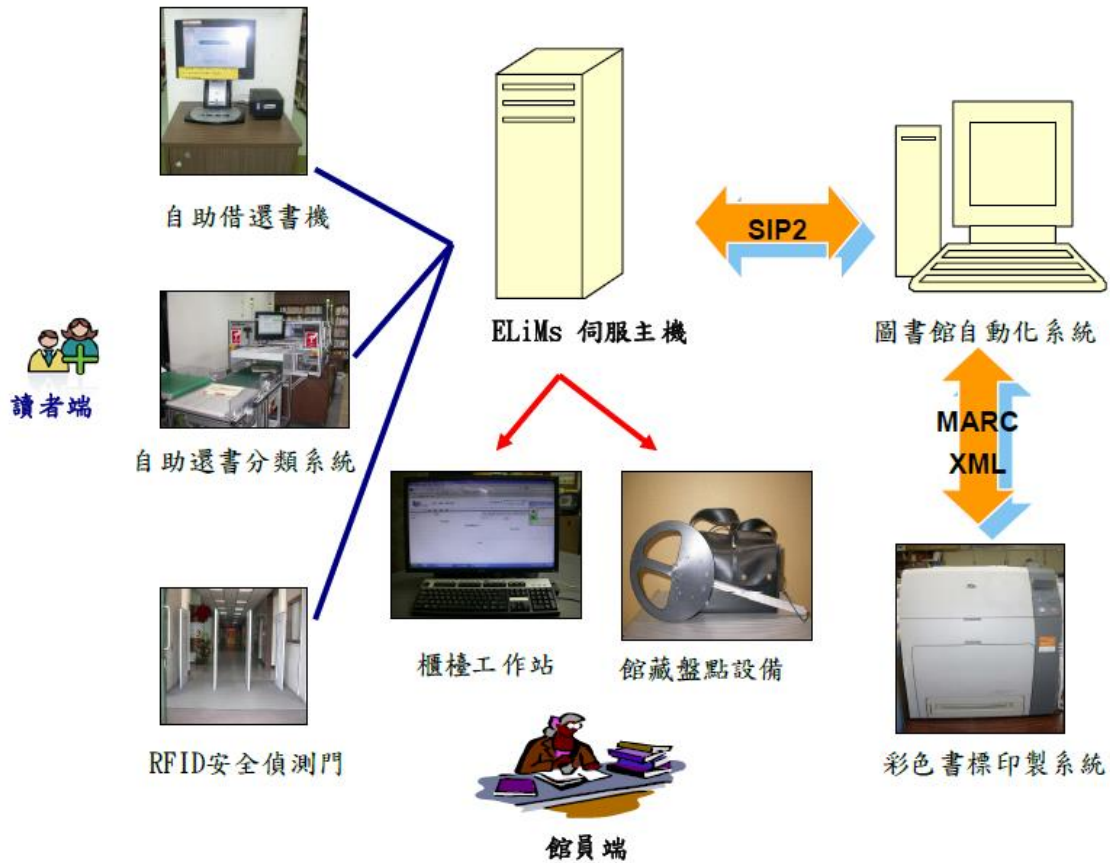 自助借還書機
SIP2
ELiMs 伺服主機
圖書館自動化系統
讀者端
自助還書分類系統
MARC
XML
櫃檯工作站
館藏盤點設備
RFID安全偵測門
彩色書標印製系統
館員端